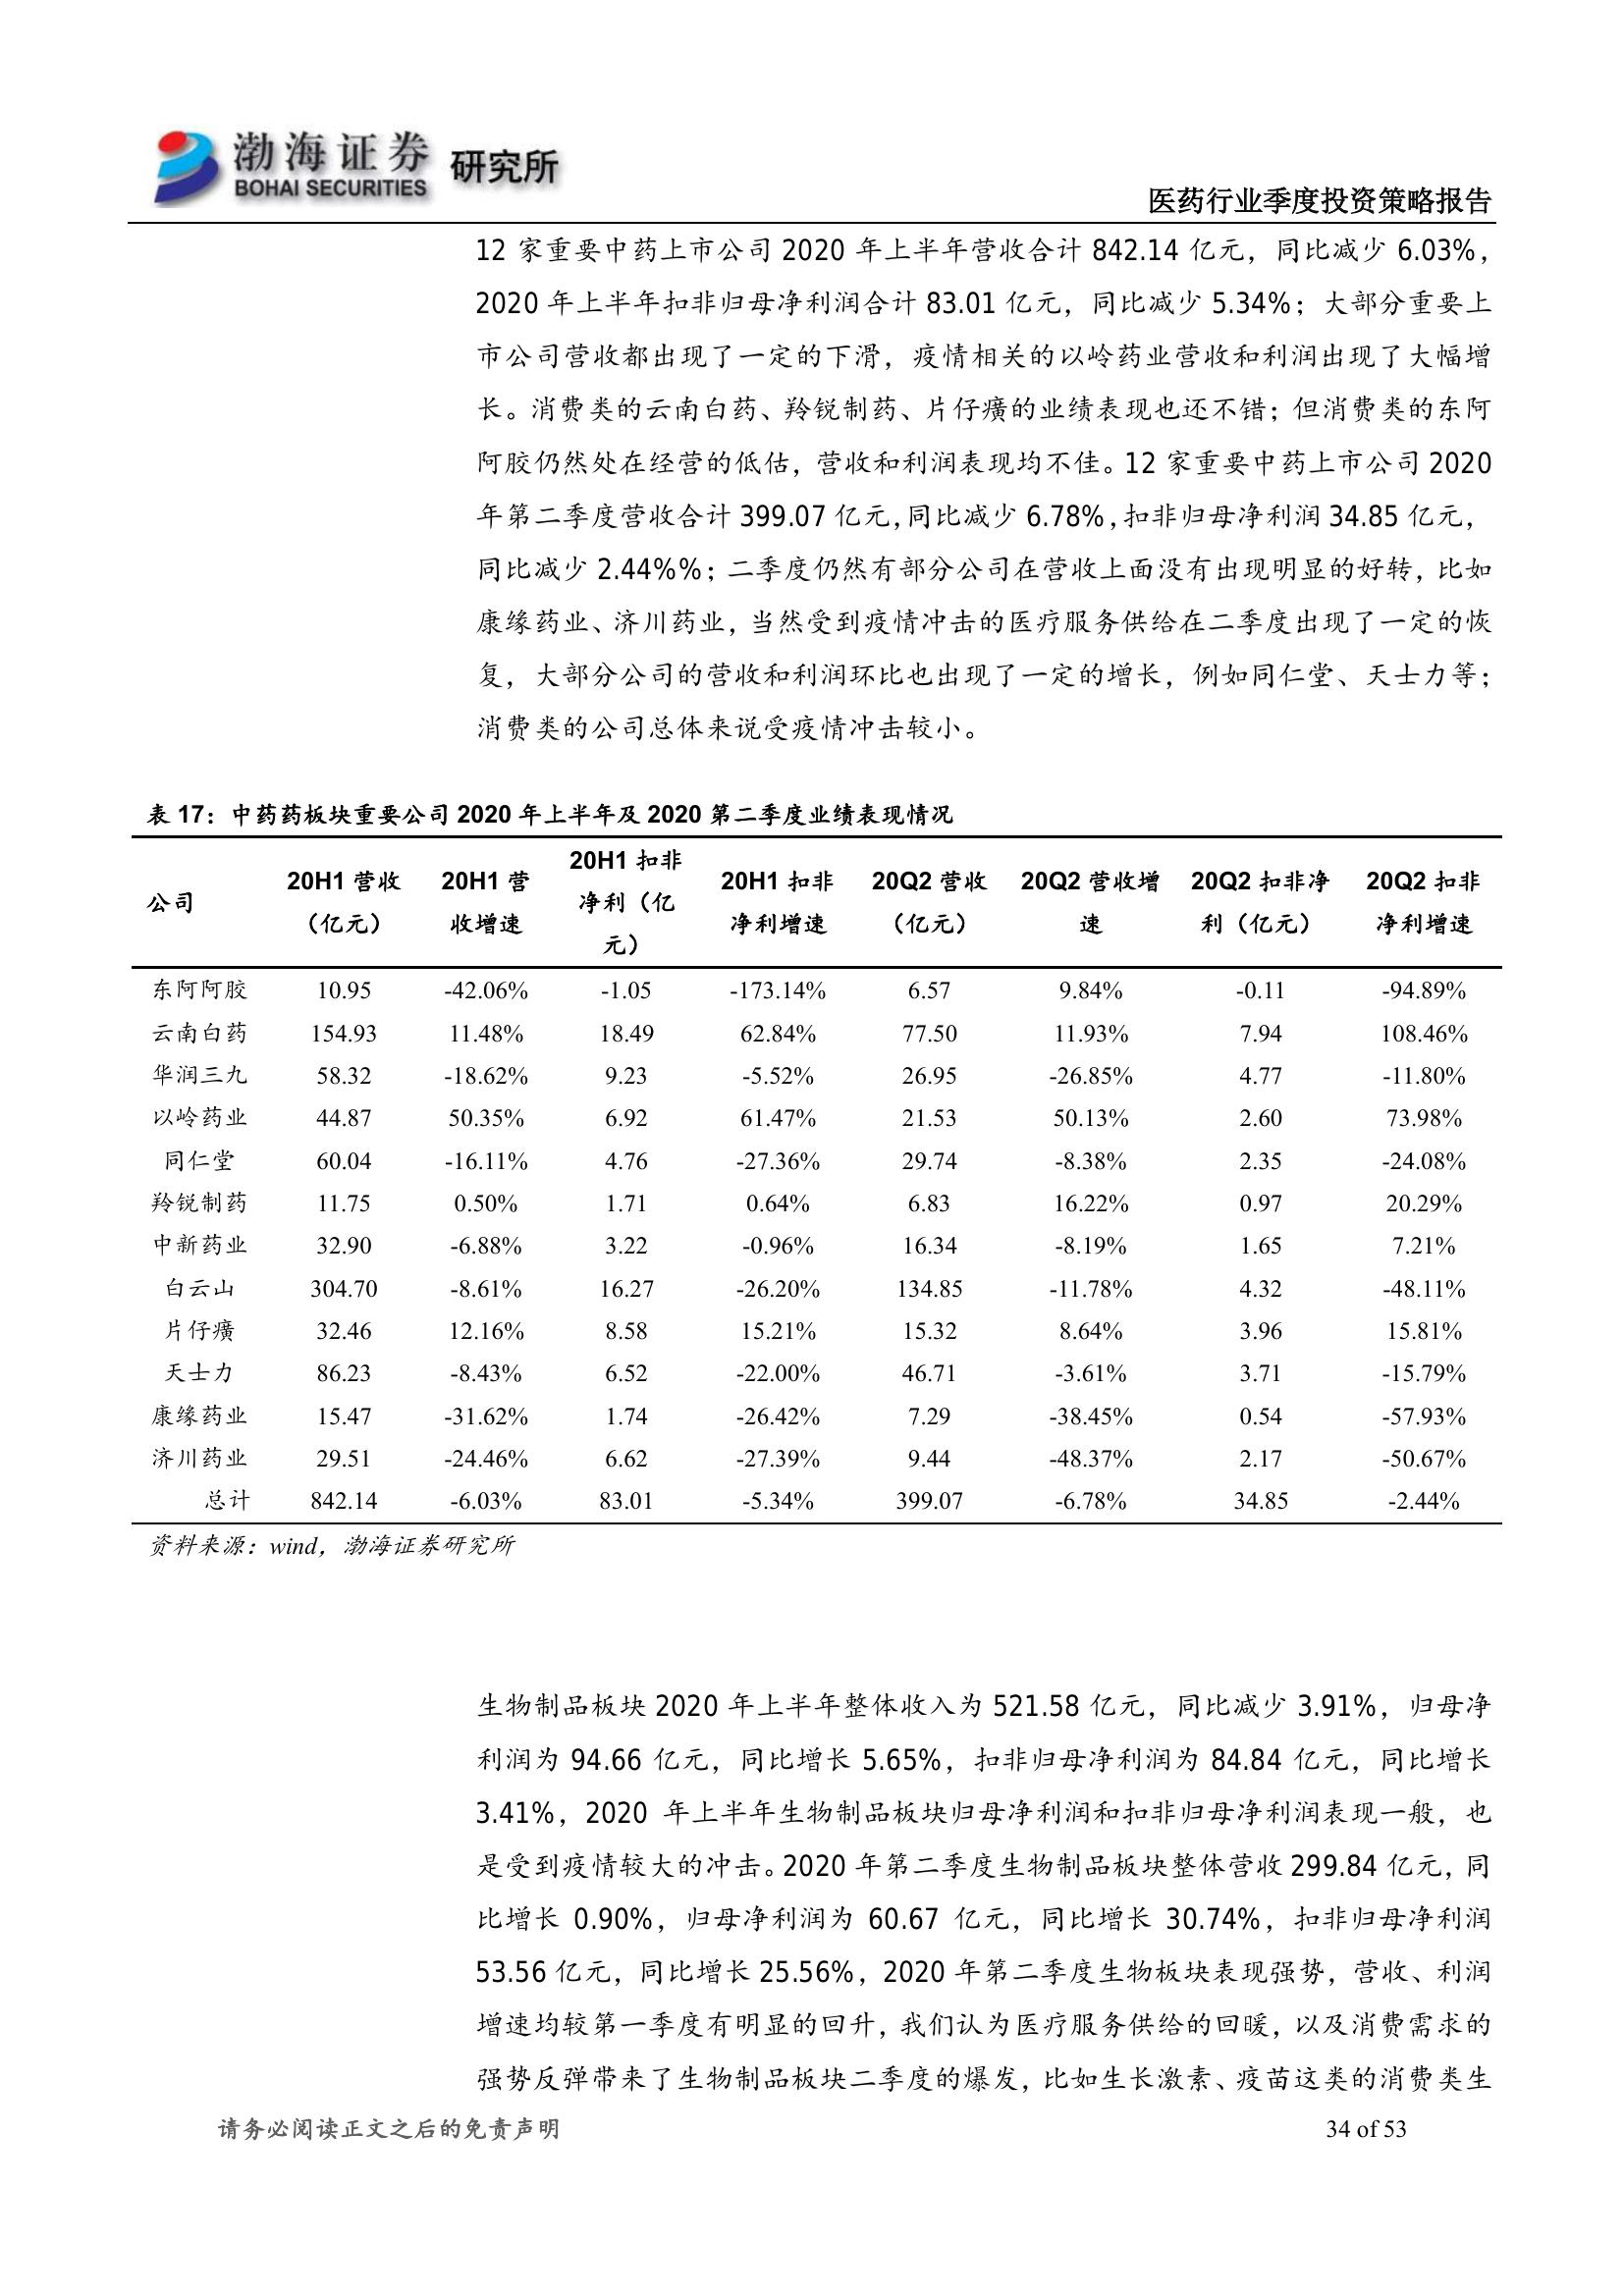 渤海证券 研究所
BOHAI SECURITIES
医药行业季度投资策略报告
12 家重要中药上市公司 2020 年上半年营收合计 842.14 亿元，同比减少 6.03%，
2020 年上半年扣非归母净利润合计 83.01 亿元，同比减少 5.34%；大部分重要上
市公司营收都出现了一定的下滑，疫情相关的以岭药业营收和利润出现了大幅增
长。消费类的云南白药、羚锐制药、片仔癀的业绩表现也还不错；但消费类的东阿
阿胶仍然处在经营的低估，营收和利润表现均不佳。12 家重要中药上市公司 2020
年第二季度营收合计 399.07 亿元，同比减少 6.78%，扣非归母净利润 34.85 亿元，
同比减少 2.44%%；二季度仍然有部分公司在营收上面没有出现明显的好转，比如
康缘药业、济川药业，当然受到疫情冲击的医疗服务供给在二季度出现了一定的恢
复，大部分公司的营收和利润环比也出现了一定的增长，例如同仁堂、天士力等；
消费类的公司总体来说受疫情冲击较小。
表 17：中药药板块重要公司 2020 年上半年及 2020 第二季度业绩表现情况
公司 20H1 营收（亿元） 20H1 营收增速 20H1 扣非净利（亿元） 20H1 扣非净利增速 20Q2 营收（亿元） 20Q2 营收增速 20Q2 扣非净利（亿元） 20Q2 扣非净利增速
东阿阿胶 10.95 -42.06% -1.05 -173.14% 6.57 9.84% -0.11 -94.89%
云南白药 154.93 11.48% 18.49 62.84% 77.50 11.93% 7.94 108.46%
华润三九 58.32 -18.62% 9.23 -5.52% 26.95 -26.85% 4.77 -11.80%
以岭药业 44.87 50.35% 6.92 61.47% 21.53 50.13% 2.60 73.98%
同仁堂 60.04 -16.11% 4.76 -27.36% 29.74 -8.38% 2.35 -24.08%
羚锐制药 11.75 0.50% 1.71 0.64% 6.83 16.22% 0.97 20.29%
中新药业 32.90 -6.88% 3.22 -0.96% 16.34 -8.19% 1.65 7.21%
白云山 304.70 -8.61% 16.27 -26.20% 134.85 -11.78% 4.32 -48.11%
片仔癀 32.46 12.16% 8.58 15.21% 15.32 8.64% 3.96 15.81%
天士力 86.23 -8.43% 6.52 -22.00% 46.71 -3.61% 3.71 -15.79%
康缘药业 15.47 -31.62% 1.74 -26.42% 7.29 -38.45% 0.54 -57.93%
济川药业 29.51 -24.46% 6.62 -27.39% 9.44 -48.37% 2.17 -50.67%
总计 842.14 -6.03% 83.01 -5.34% 399.07 -6.78% 34.85 -2.44%
资料来源：wind，渤海证券研究所
生物制品板块 2020 年上半年整体收入为 521.58 亿元，同比减少 3.91%，归母净
利润为 94.66 亿元，同比增长 5.65%，扣非归母净利润为 84.84 亿元，同比增长
3.41%，2020 年上半年生物制品板块归母净利润和扣非归母净利润表现一般，也
是受到疫情较大的冲击。2020 年第二季度生物制品板块整体营收 299.84 亿元，同
比增长 0.90%，归母净利润为 60.67 亿元，同比增长 30.74%，扣非归母净利润
53.56 亿元，同比增长 25.56%，2020 年第二季度生物板块表现强势，营收、利润
增速均较第一季度有明显的回升，我们认为医疗服务供给的回暖，以及消费需求的
强势反弹带来了生物制品板块二季度的爆发，比如生长激素、疫苗这类的消费类生
请务必阅读正文之后的免责声明 34 of 53